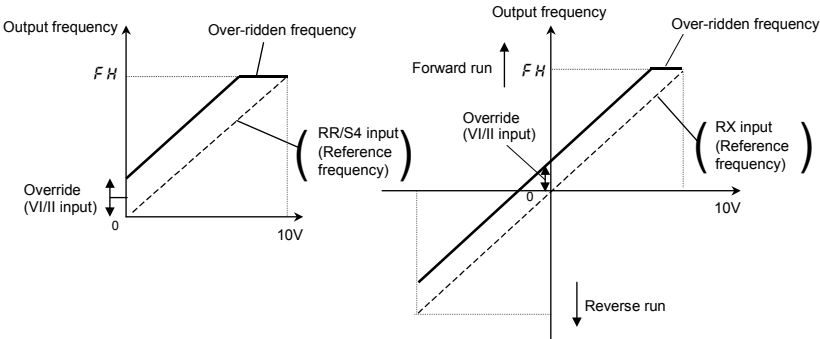 Output frequency
Over-ridden frequency
FH
RR/S4 input
(Reference
frequency)
Override
(VI/II input)
0
10V
Output frequency
Over-ridden frequency
Forward run
FH
Override
(VI/II input)
RX input
(Reference
frequency)
0
10V
Reverse run